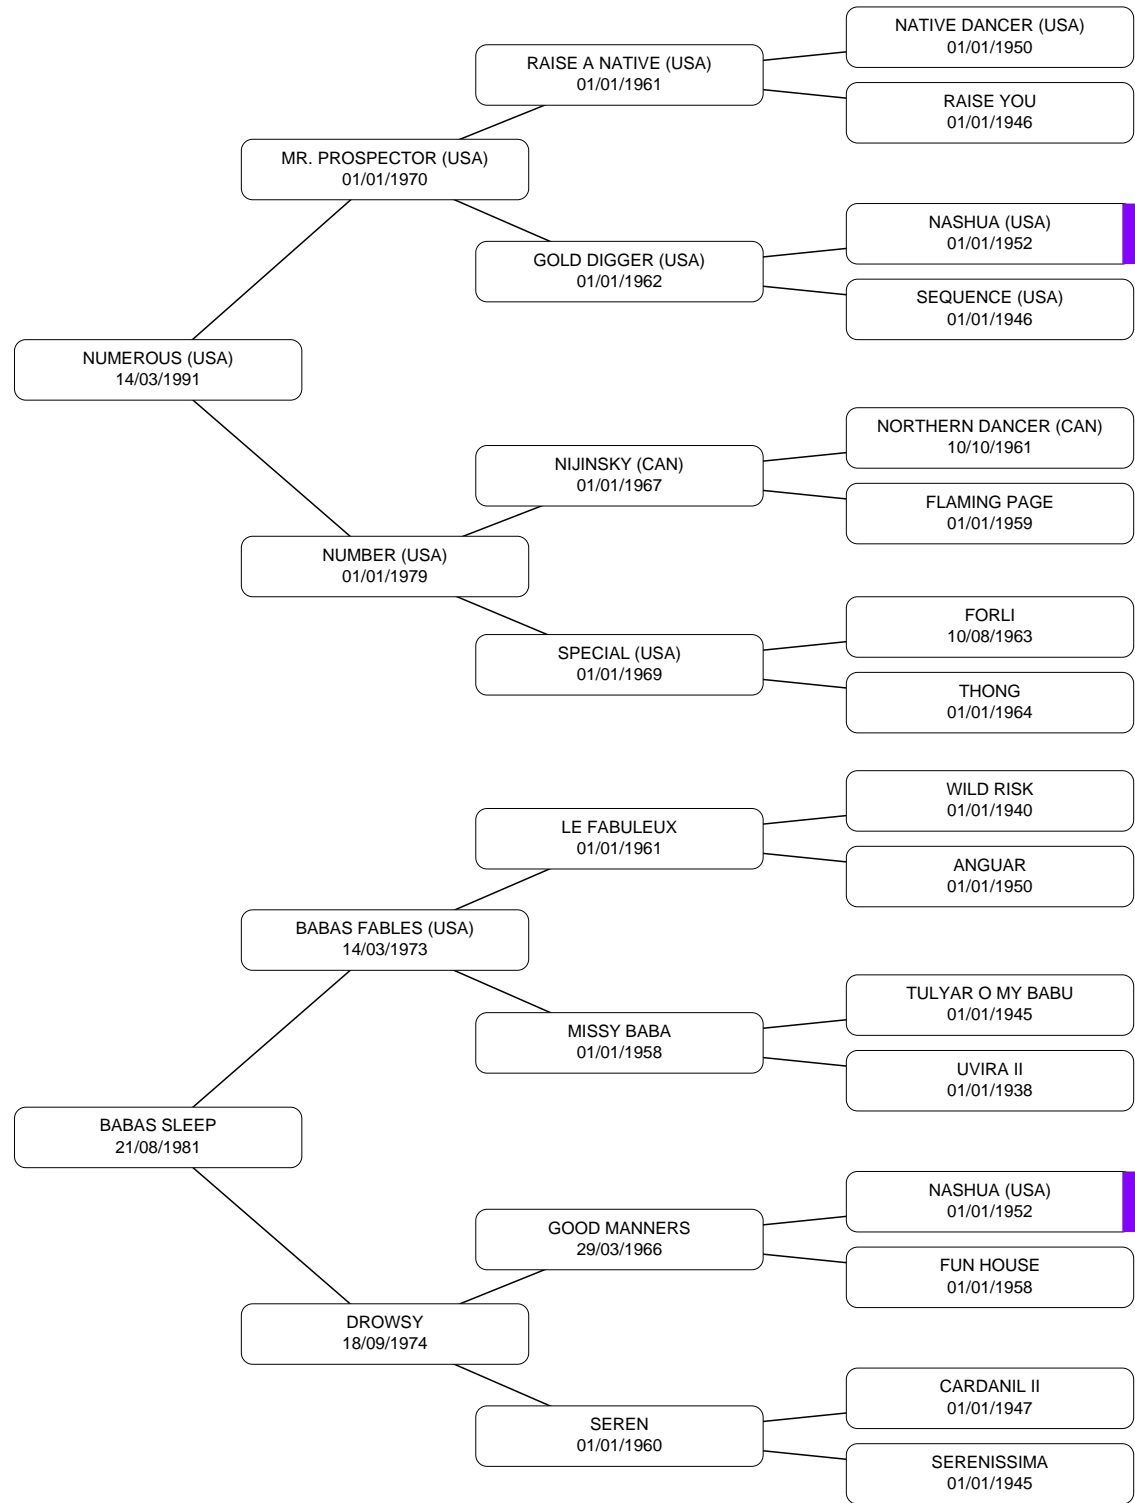 NATIVE DANCER (USA)
01/01/1950
RAISE A NATIVE (USA)
01/01/1961
RAISE YOU
01/01/1946
MR. PROSPECTOR (USA)
01/01/1970
NASHUA (USA)
01/01/1952
GOLD DIGGER (USA)
01/01/1962
SEQUENCE (USA)
01/01/1946
NUMEROUS (USA)
14/03/1991
NORTHERN DANCER (CAN)
10/10/1961
NIJINSKY (CAN)
01/01/1967
FLAMING PAGE
01/01/1959
NUMBER (USA)
01/01/1979
FORLI
10/08/1963
SPECIAL (USA)
01/01/1969
THONG
01/01/1964
WILD RISK
01/01/1940
LE FABULEUX
01/01/1961
ANGUAR
01/01/1950
BABAS FABLES (USA)
14/03/1973
TULYAR O MY BABU
01/01/1945
MISSY BABA
01/01/1958
UVIRA II
01/01/1938
BABAS SLEEP
21/08/1981
NASHUA (USA)
01/01/1952
GOOD MANNERS
29/03/1966
FUN HOUSE
01/01/1958
DROWSY
18/09/1974
CARDANIL II
01/01/1947
SEREN
01/01/1960
SERENISSIMA
01/01/1945